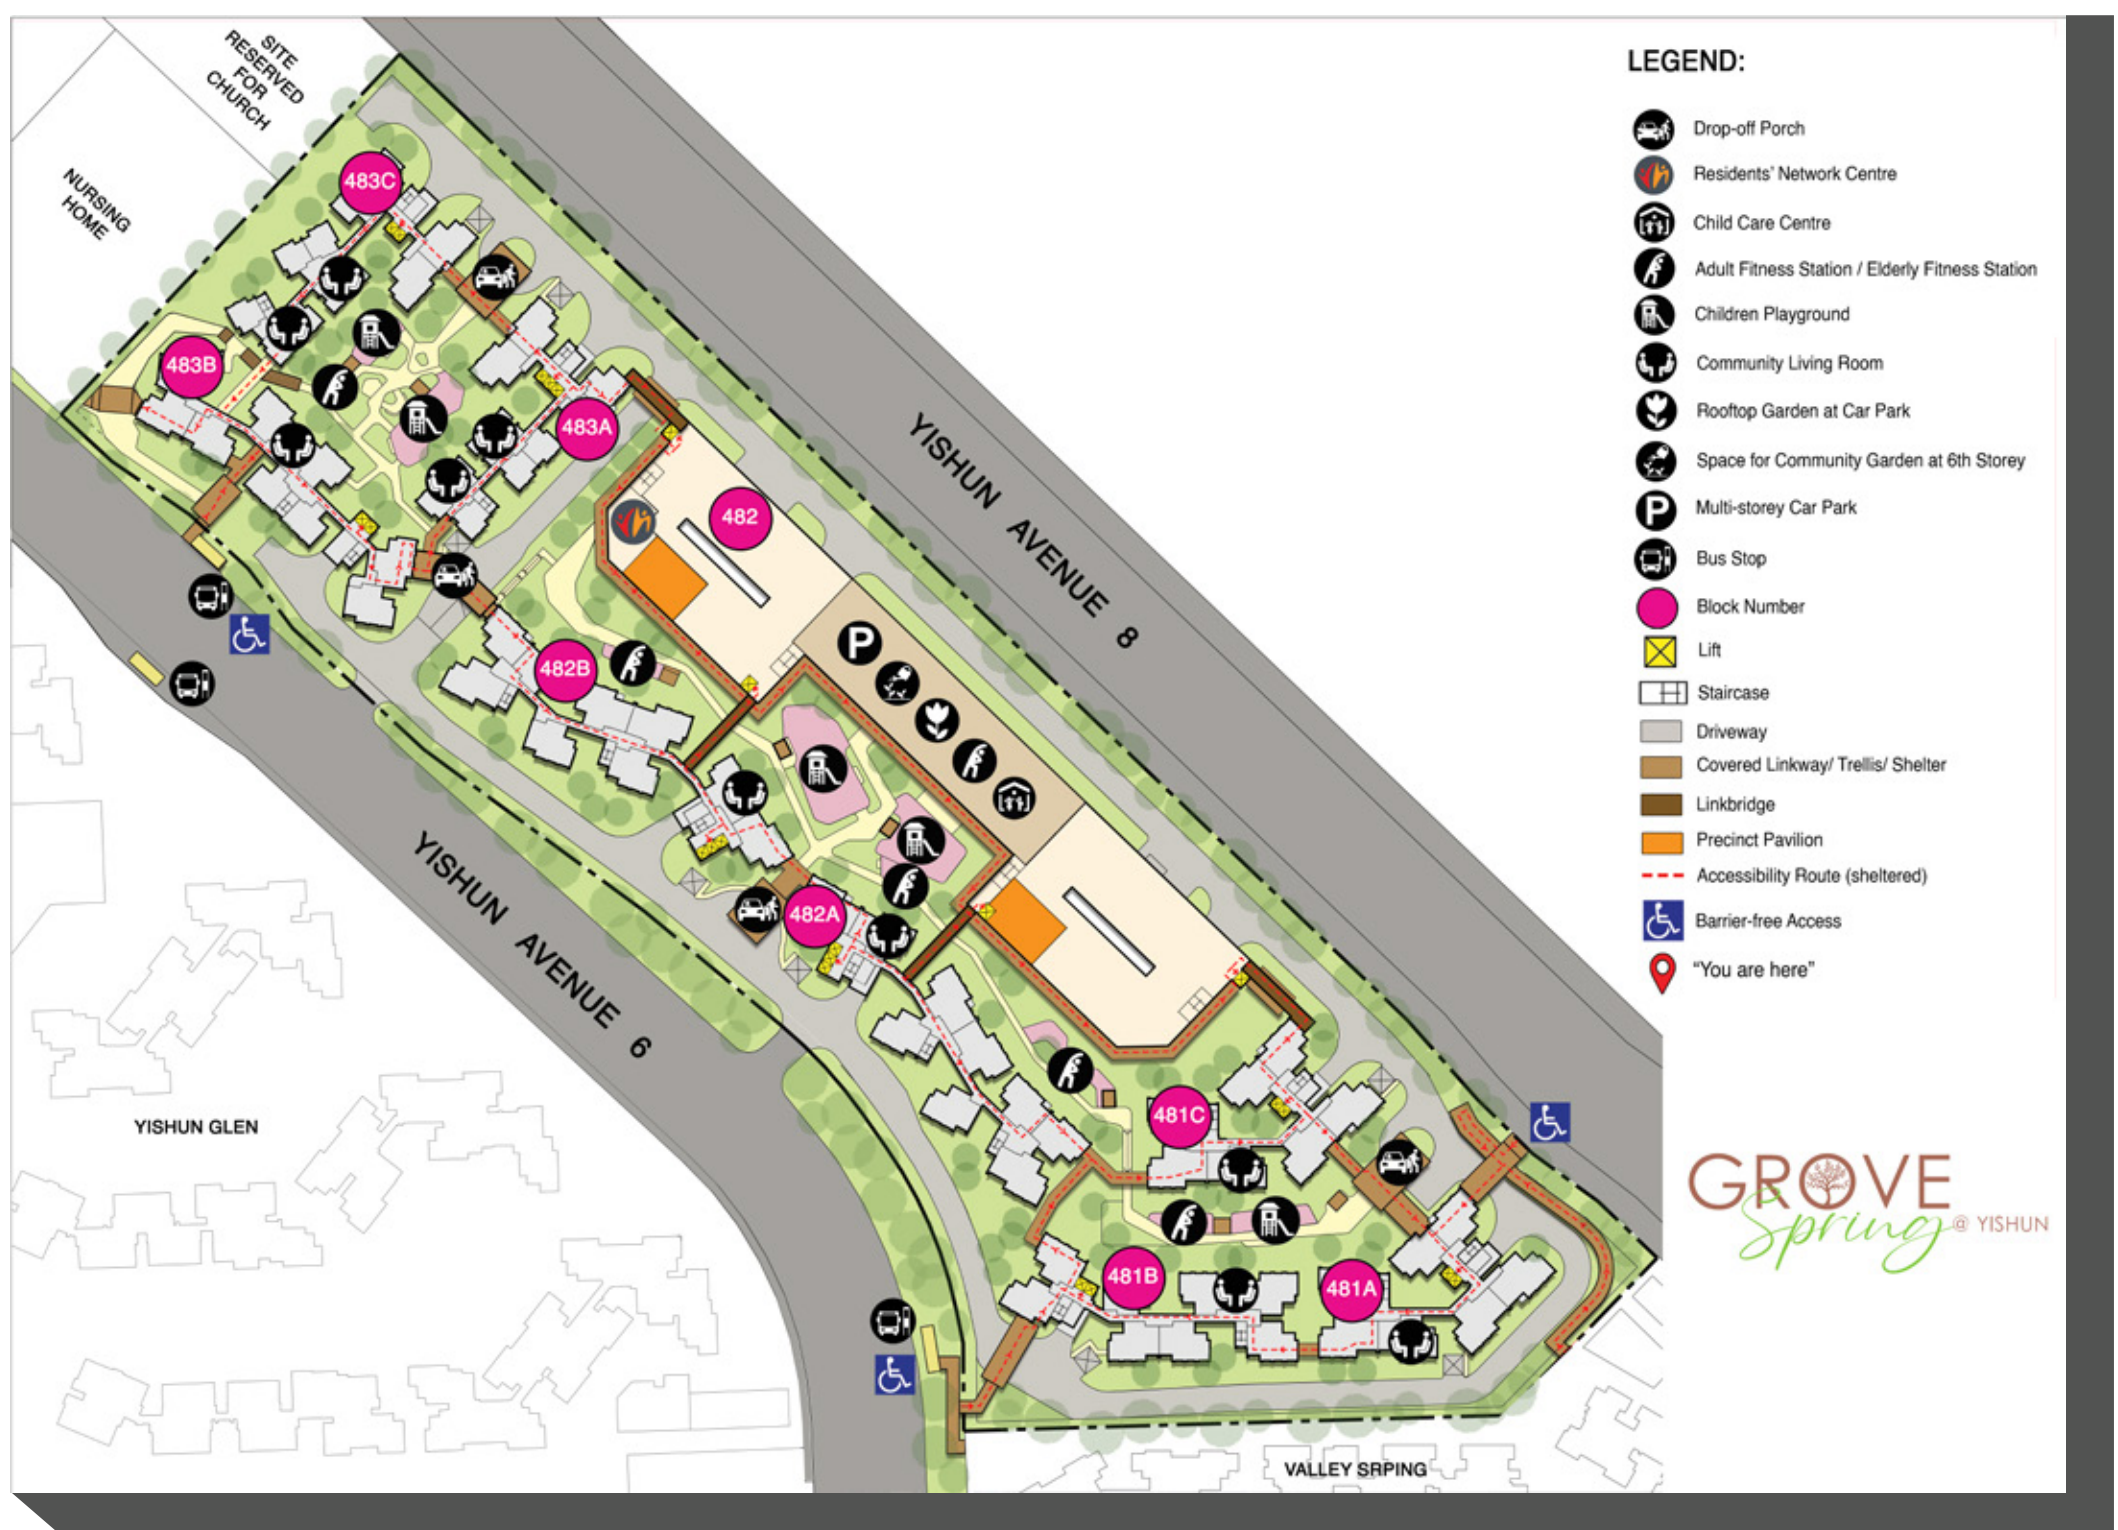 SITE
RESERVED
FOR
CHURCH
NURSING
HOME
483C
483B
483A
482
482B
482A
481C
481B
481A
P
YISHUN AVENUE 8
YISHUN AVENUE 6
YISHUN GLEN
VALLEY SRPING
LEGEND:
Drop-off Porch
Residents' Network Centre
Child Care Centre
Adult Fitness Station / Elderly Fitness Station
Children Playground
Community Living Room
Rooftop Garden at Car Park
Space for Community Garden at 6th Storey
P Multi-storey Car Park
Bus Stop
Block Number
Lift
Staircase
Driveway
Covered Linkway/ Trellis/ Shelter
Linkbridge
Precinct Pavilion
Accessibility Route (sheltered)
Barrier-free Access
"You are here"
GROVE
Spring @ YISHUN